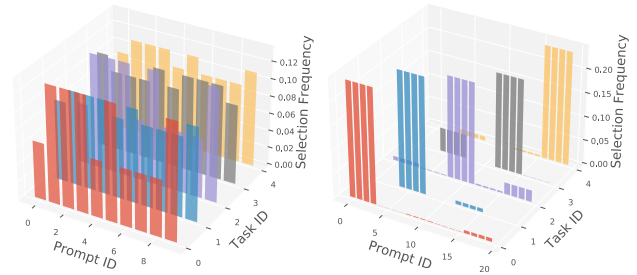 0.12
0.10
0.08
0.06
0.04
0.02
0.00
Selection Frequency
0 2 4 6 8
Prompt ID
0 1 2 3 4
Task ID
0.20
0.15
0.10
0.05
0.00
Selection Frequency
0 5 10 15 20
Prompt ID
0 1 2 3 4
Task ID